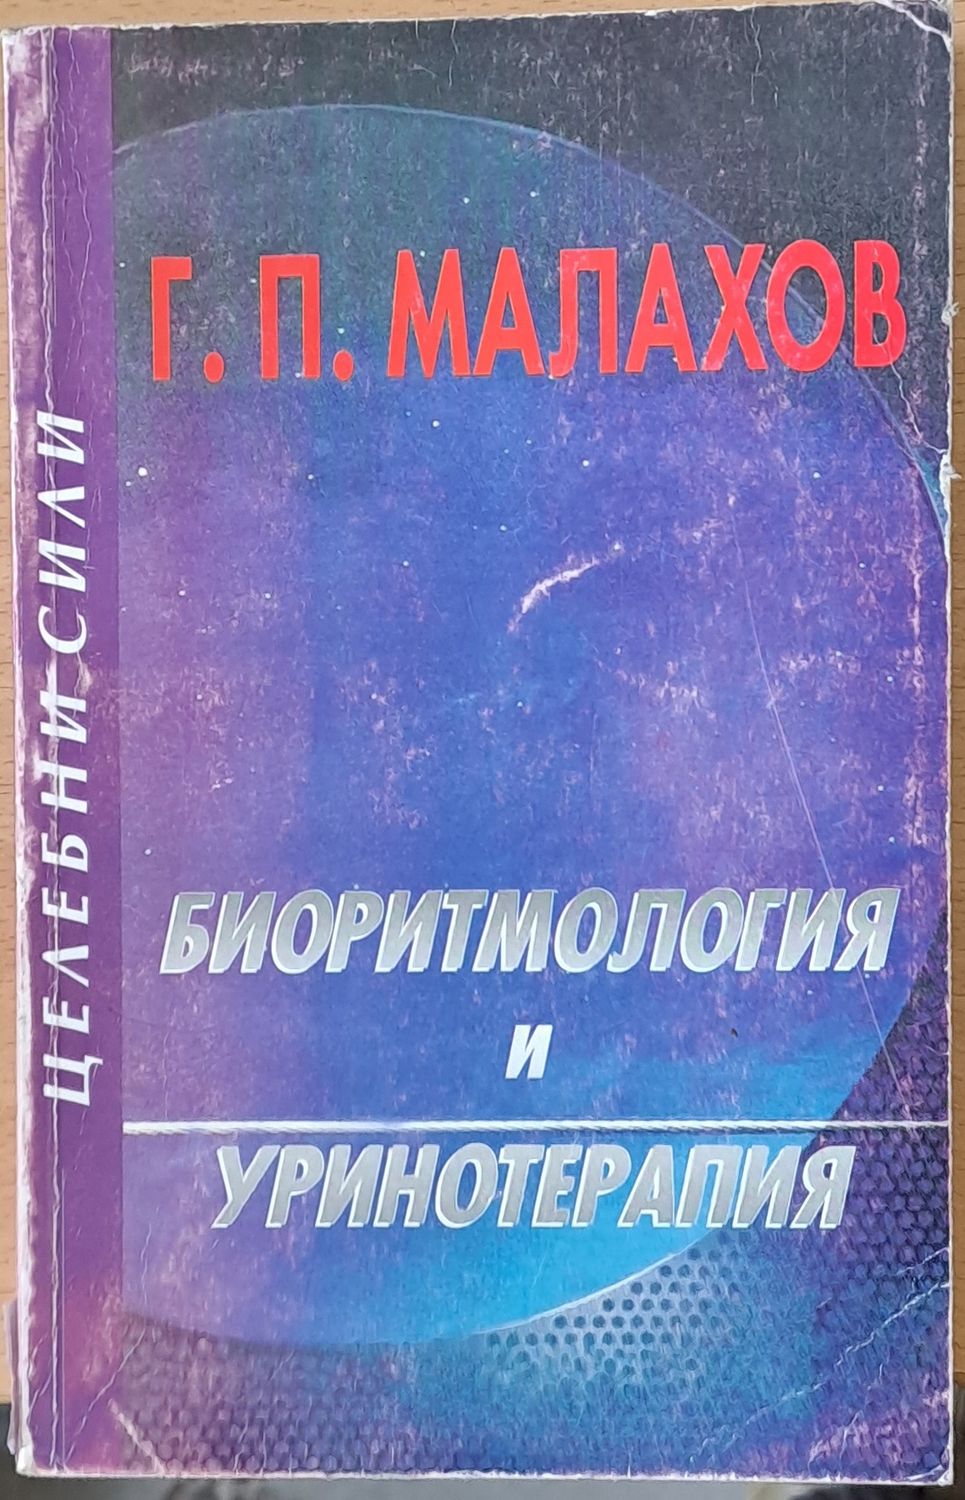 Г. П. МАЛАХОВ
ЦЕЛЕБНИ СИЛИ
БИОРИТМОЛОГИЯ
и
УРИНОТЕРАПИЯ